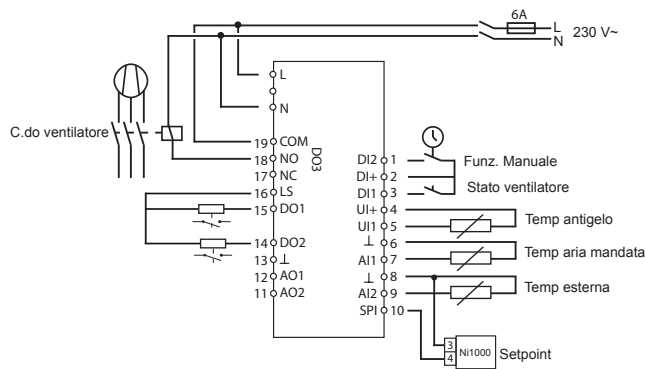 6A
L
N
230 V~
L
N
C.do ventilatore
19 COM
18 NO
17 NC
DO3
16 LS
15 DO1
14 DO2
13 ⊥
12 AO1
11 AO2
DI2 1
DI+ 2
DI1 3
UI+ 4
UI1 5
⊥ 6
AI1 7
⊥ 8
AI2 9
SPI 10
Funz. Manuale
Stato ventilatore
Temp antigelo
Temp aria mandata
Temp esterna
3
4
Ni1000
Setpoint